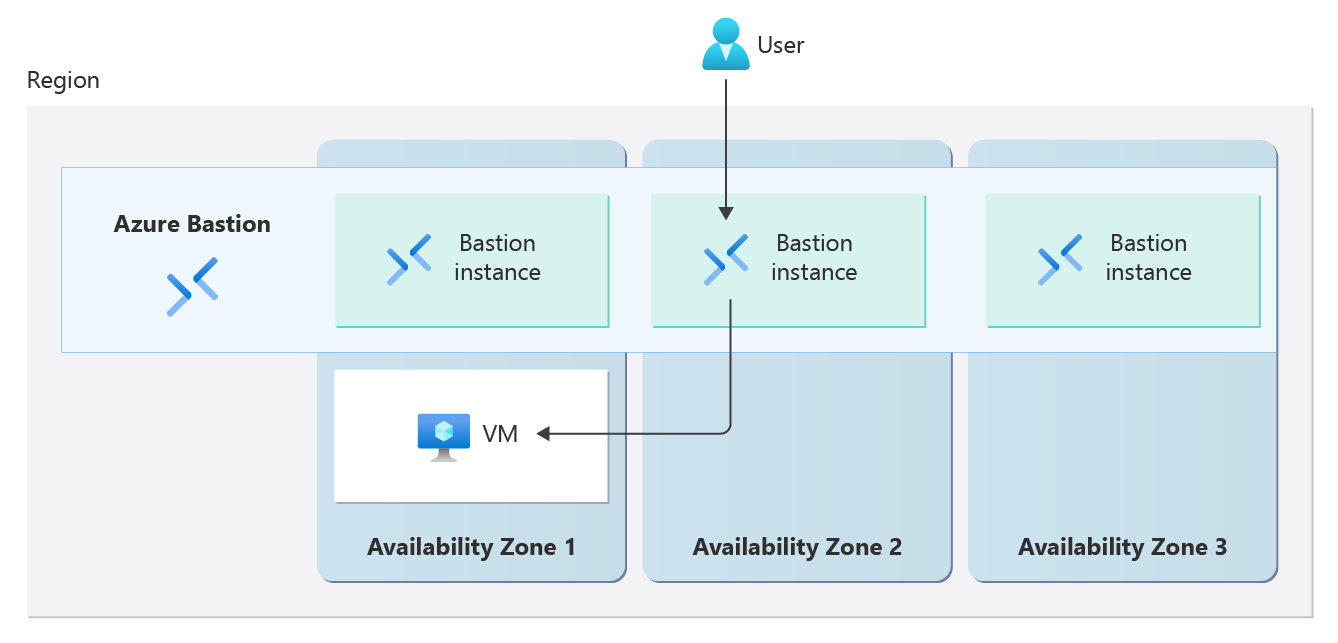 User
Region
Azure Bastion
Bastion
instance
Bastion
instance
Bastion
instance
VM
Availability Zone 1
Availability Zone 2
Availability Zone 3